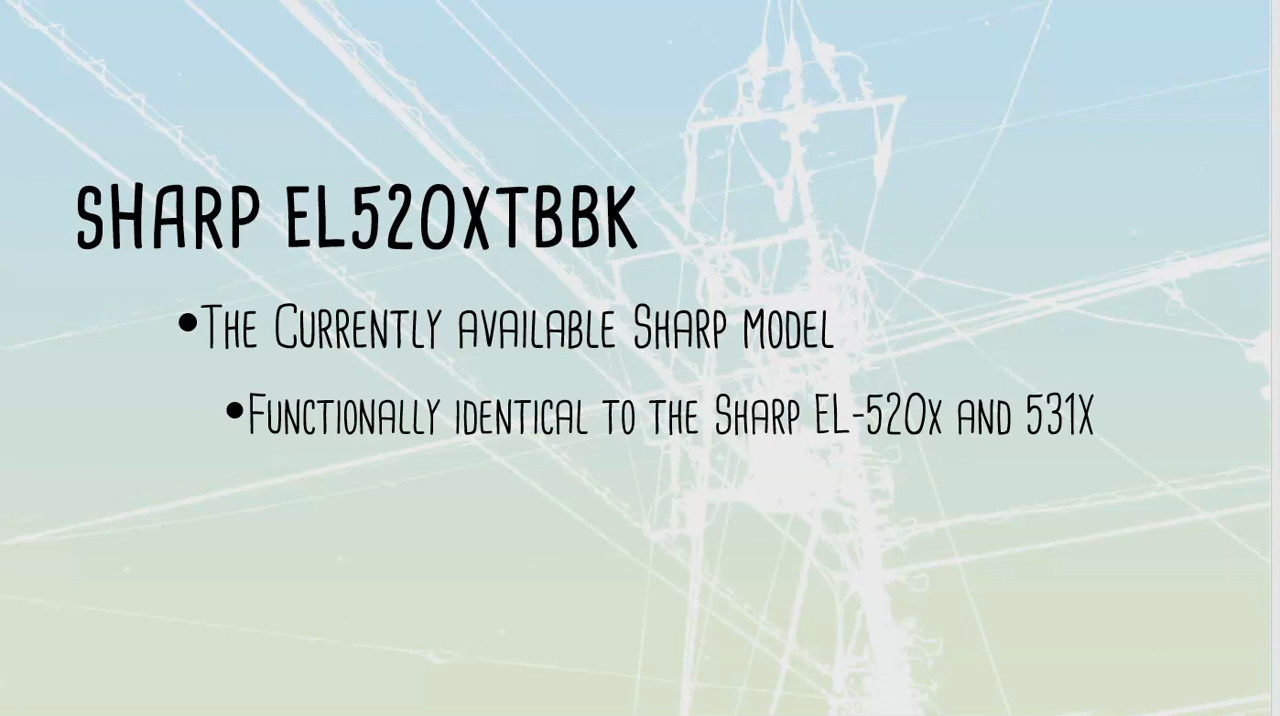 SHARP EL520XTBBK
•The Currently available Sharp model
•Functionally identical to the Sharp EL-520x and 531x